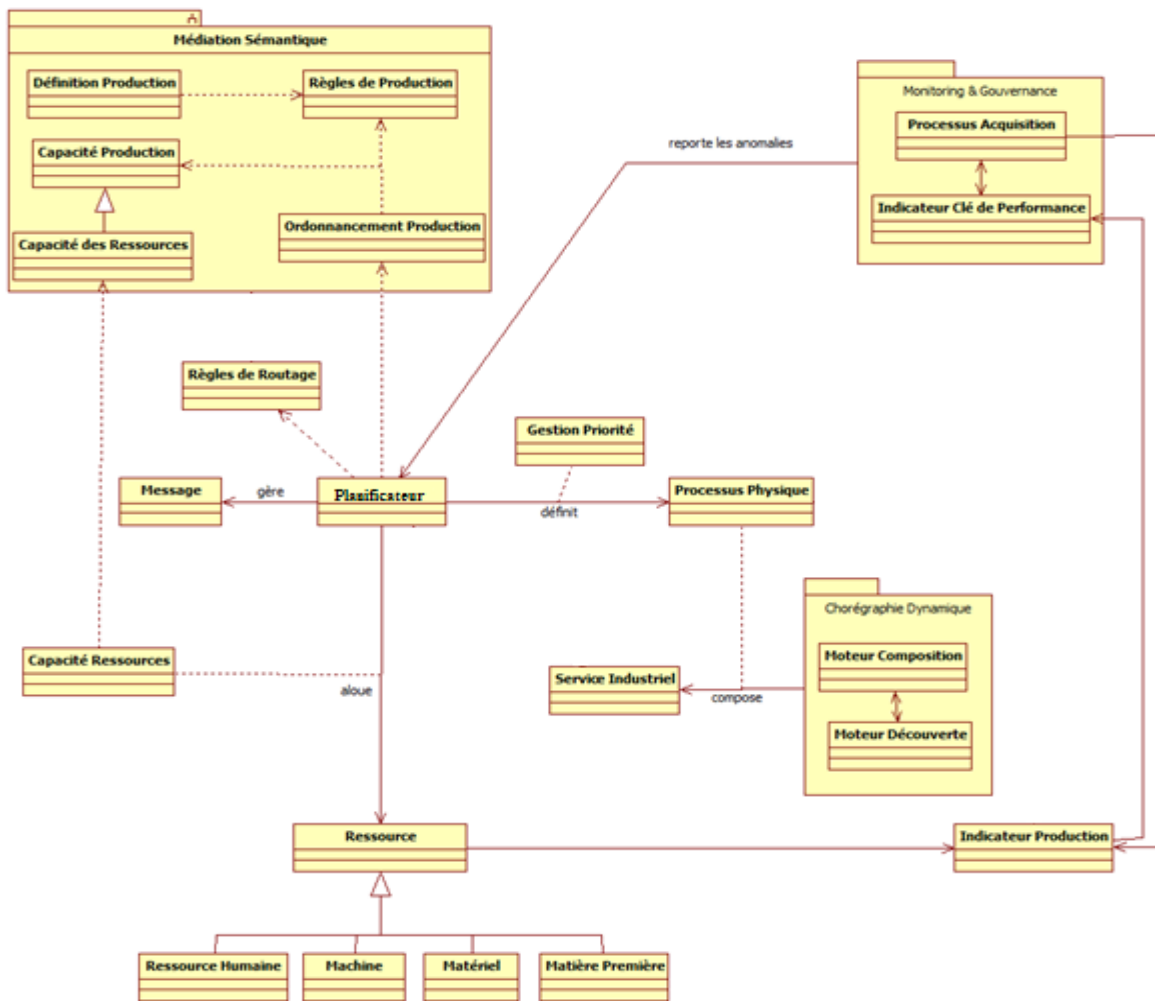 Médiation Sémantique
Définition Production
Règles de Production
Capacité Production
Capacité des Ressources
Ordonnancement Production
Monitoring & Gouvernance
Processus Acquisition
Indicateur Clé de Performance
reporte les anomalies
Règles de Routage
Gestion Priorité
Message
gère
Planificateur
définit
Processus Physique
Chorégraphie Dynamique
Moteur Composition
Moteur Découverte
Capacité Ressources
aloue
Service Industriel
compose
Ressource
Indicateur Production
Ressource Humaine
Machine
Matériel
Matière Première